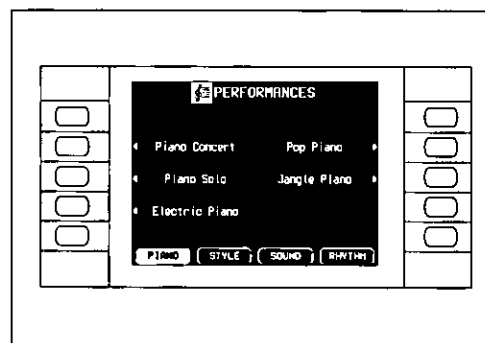 PERFORMANCES
Piano Concert Pop Piano
Piano Solo Jangle Piano
Electric Piano
PIANO STYLE SOUND RHYTHM